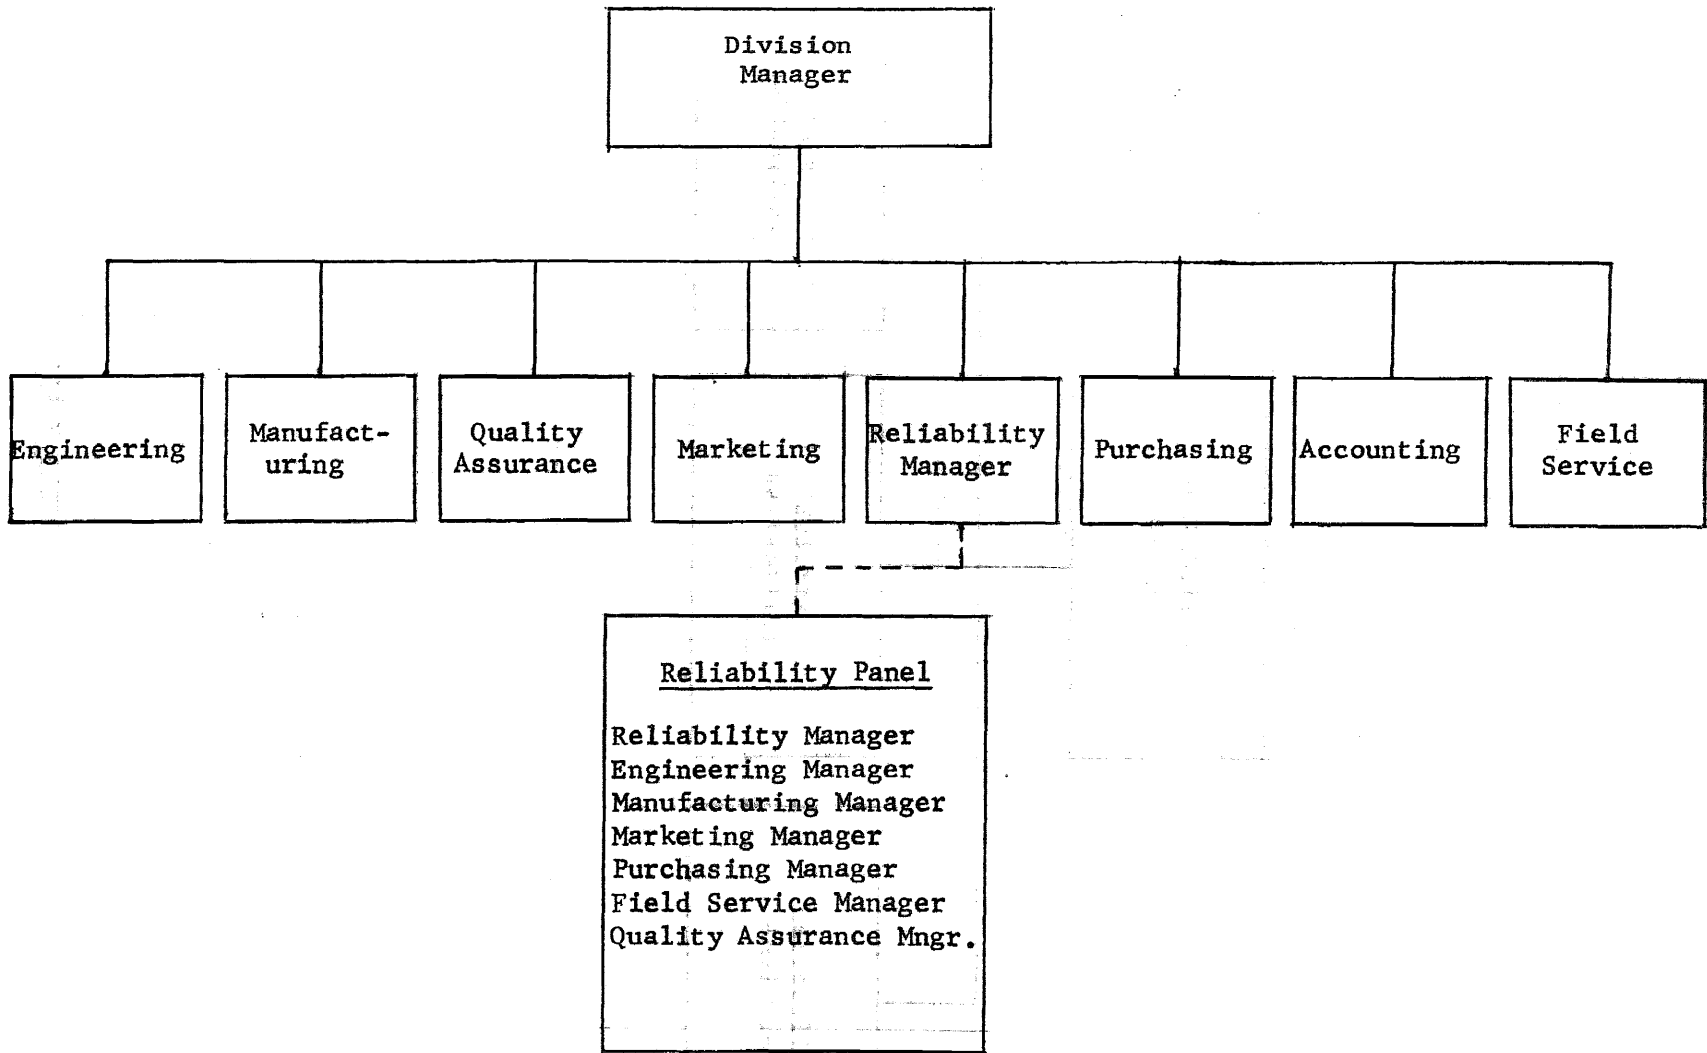 Division
Manager
Engineering
Manufact-
uring
Quality
Assurance
Marketing
Reliability
Manager
Purchasing
Accounting
Field
Service
Reliability Panel
Reliability Manager
Engineering Manager
Manufacturing Manager
Marketing Manager
Purchasing Manager
Field Service Manager
Quality Assurance Mngr.